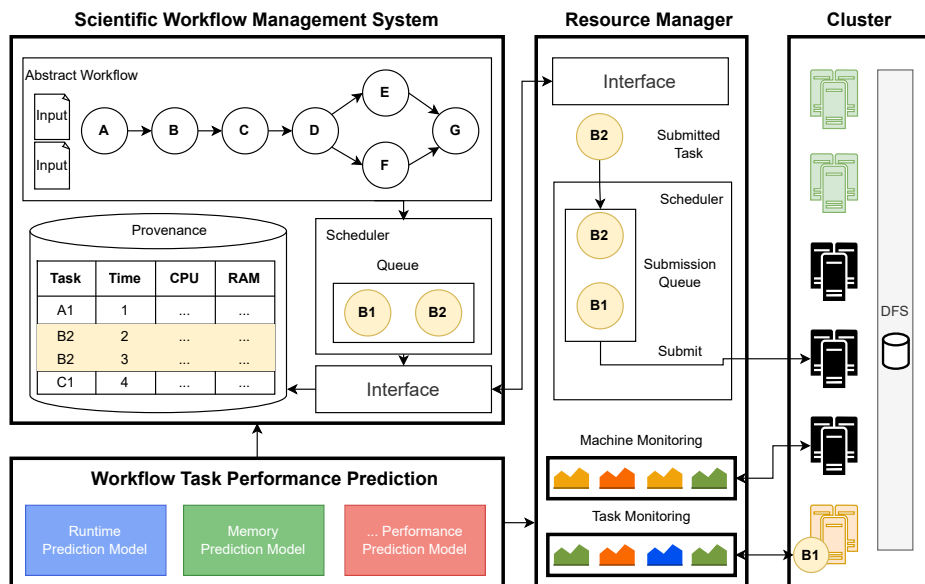 Scientific Workflow Management System
Abstract Workflow
Input
Input
A
B
C
D
E
F
G
Provenance
Task Time CPU RAM
A1 1 ... ...
B2 2 ... ...
B2 3 ... ...
C1 4 ... ...
Scheduler
Queue
B1
B2
Interface
Workflow Task Performance Prediction
Runtime
Prediction Model
Memory
Prediction Model
... Performance
Prediction Model
Resource Manager
Interface
B2
Submitted
Task
Scheduler
B2
B1
Submission
Queue
Submit
Machine Monitoring
Task Monitoring
Cluster
DFS
B1